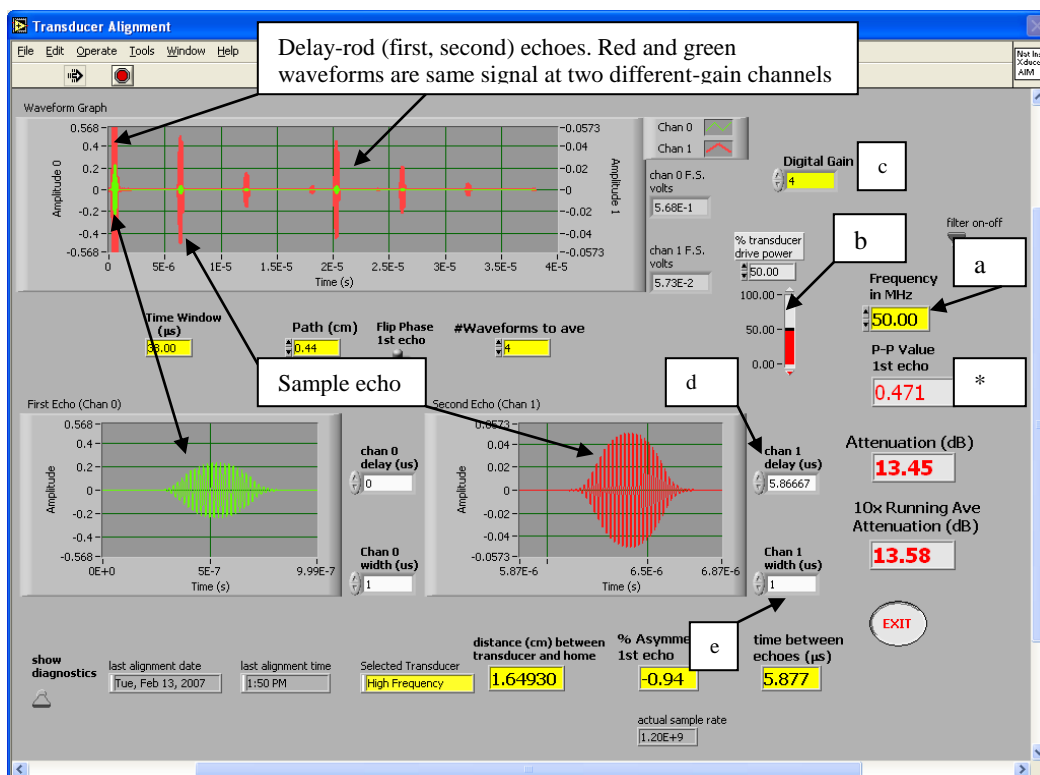 Transducer Alignment
File Edit Operate Tools Window Help
Delay-rod (first, second) echoes. Red and green
waveforms are same signal at two different-gain channels
Nat Ins
Xduce
AIM
Waveform Graph
0.568
0.4
0.2
0
-0.2
-0.4
-0.568
Amplitude 0
-0.0573
-0.04
-0.02
-0
-0.02
-0.04
-0.0573
Amplitude 1
0 5E-6 1E-5 1.5E-5 2E-5 2.5E-5 3E-5 3.5E-5 4E-5
Time (s)
Chan 0
Chan 1
chan 0 F.S.
volts
5.68E-1
chan 1 F.S.
volts
5.73E-2
Digital Gain
4
c
% transducer
drive power
50.00
100.00
50.00
0.00
b
filter on-off
a
Frequency
in MHz
50.00
P-P Value
1st echo
0.471
*
Time Window
(µs)
38.00
Path (cm)
0.44
Flip Phase
1st echo
#Waveforms to ave
4
Sample echo
d
First Echo (Chan 0)
0.568
0.4
0.2
0
-0.2
-0.4
-0.568
Amplitude
0E+0 5E-7 9.99E-7
Time (s)
chan 0
delay (us)
0
Chan 0
width (us)
1
Second Echo (Chan 1)
0.0573
0.04
0.02
0
-0.02
-0.04
-0.0573
Amplitude
5.87E-6 6.5E-6 6.87E-6
Time (s)
chan 1
delay (us)
5.86667
Chan 1
width (us)
1
e
Attenuation (dB)
13.45
10x Running Ave
Attenuation (dB)
13.58
EXIT
show
diagnostics
last alignment date
Tue, Feb 13, 2007
last alignment time
1:50 PM
Selected Transducer
High Frequency
distance (cm) between
transducer and home
1.64930
% Asymme
1st echo
-0.94
time between
echoes (µs)
5.877
actual sample rate
1.20E+9